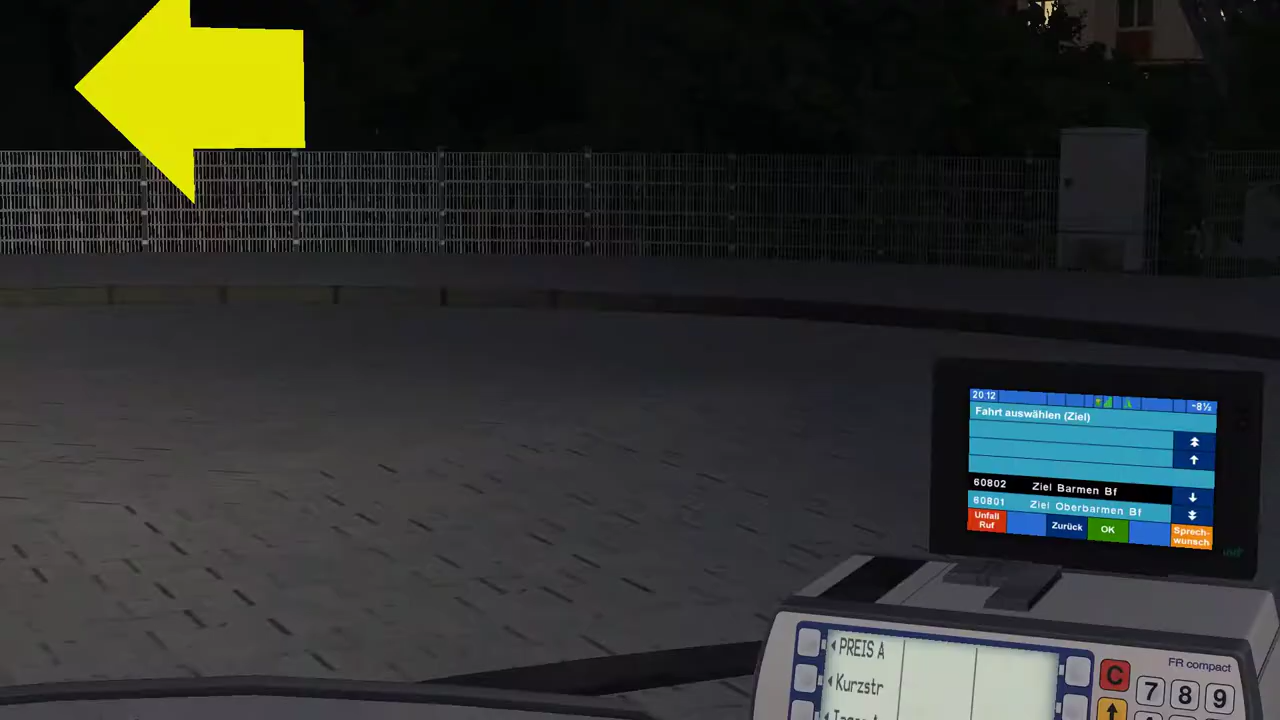 20:12
-8½
Fahrt auswählen (Ziel)
60802 Ziel Barmen Bf
60801 Ziel Oberbarmen Bf
Unfall
Ruf
Zurück
OK
Sprech-
wunsch
FR compact
PREIS A
C
7 8 9
Kurzstr